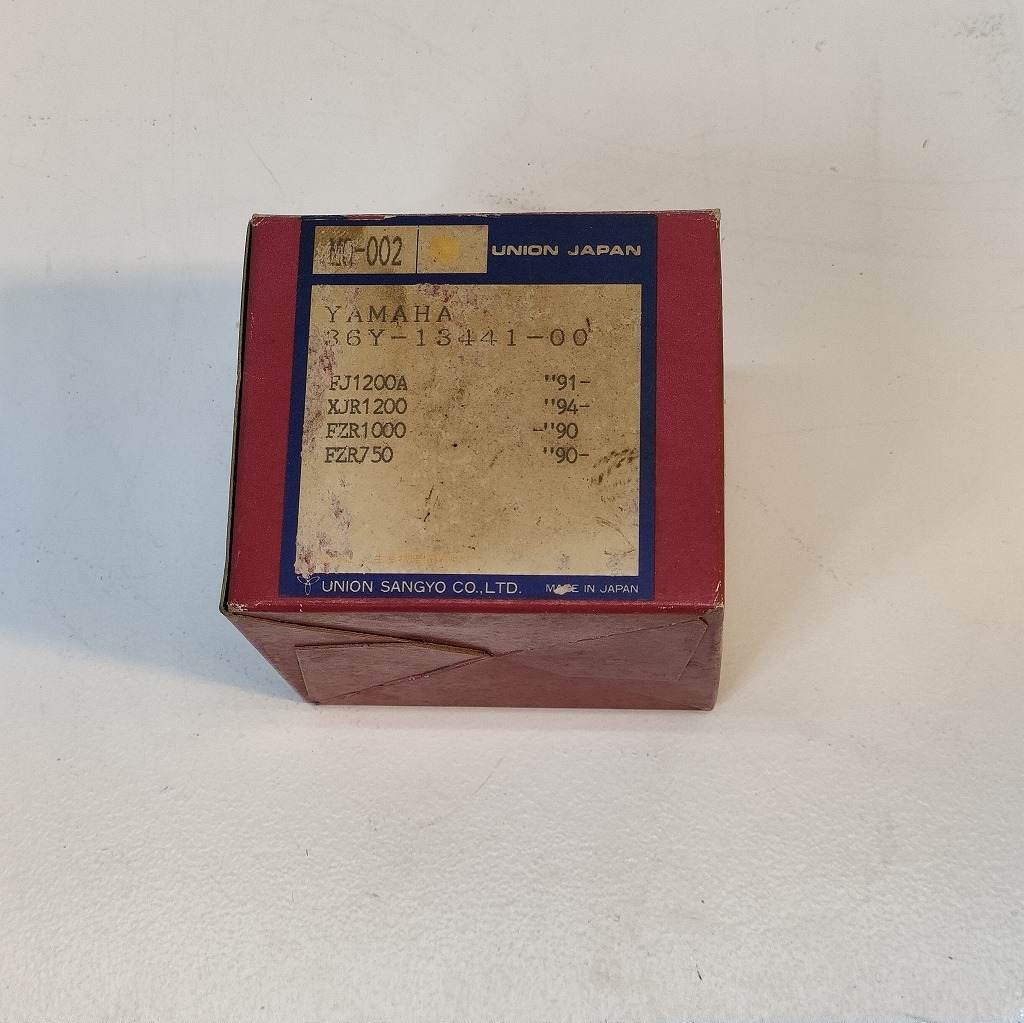 MO-002
UNION JAPAN
YAMAHA
36Y-13441-00
FJ1200A "91-
XJR1200 "94-
FZR1000 -"90
FZR750 "90-
UNION SANGYO CO.,LTD. MADE IN JAPAN